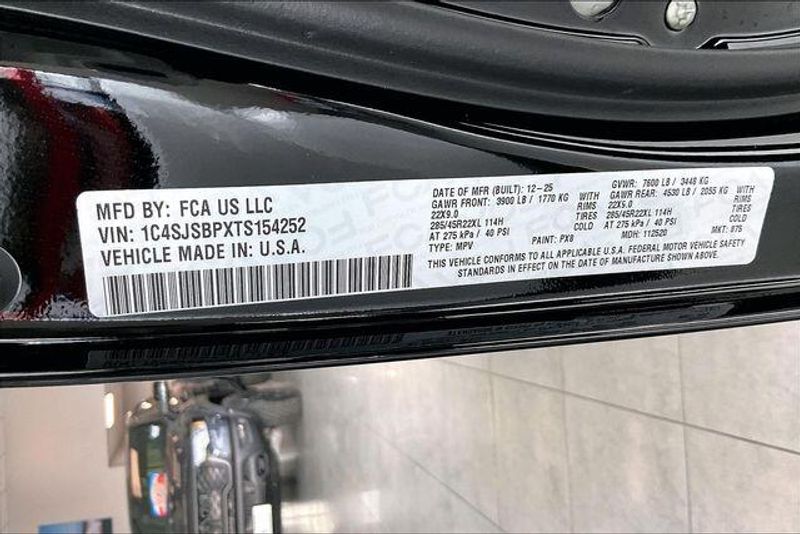 MFD BY: FCA US LLC
VIN: 1C4SJSBPXTS154252
VEHICLE MADE IN: U.S.A.
DATE OF MFR (BUILT): 12-25
GAWR FRONT: 3900 LB / 1770 KG WITH
22X9.0 RIMS
285/45R22XL 114H TIRES
AT 275 kPa / 40 PSI COLD
TYPE: MPV PAINT: PX8
GVWR: 7600 LB / 3448 KG
GAWR REAR: 4530 LB / 2055 KG WITH
22X9.0 RIMS
285/45R22XL 114H TIRES
AT 275 kPa / 40 PSI COLD
MDH: 112520 MKT: 87S
THIS VEHICLE CONFORMS TO ALL APPLICABLE U.S.A. FEDERAL MOTOR VEHICLE SAFETY
STANDARDS IN EFFECT ON THE DATE OF MANUFACTURE SHOWN ABOVE.